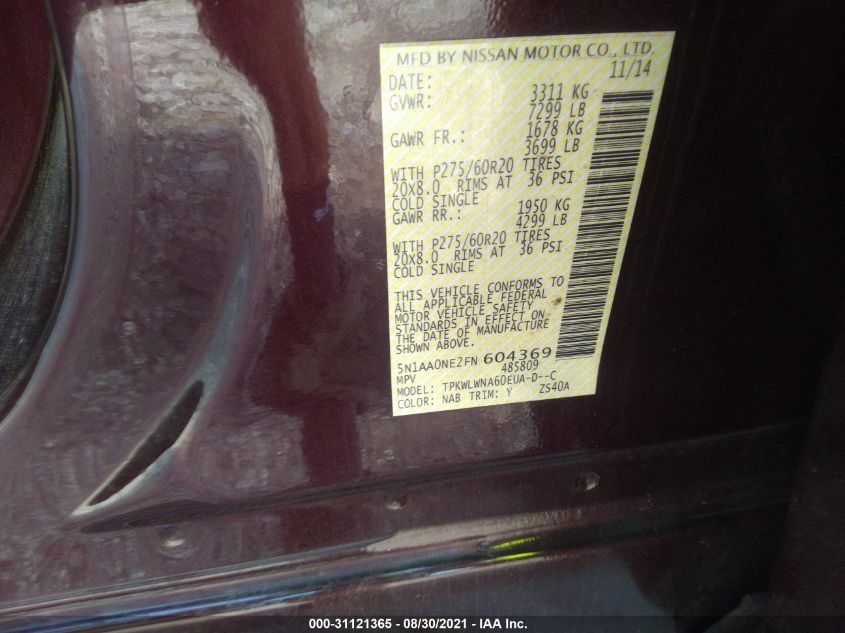 MFD BY NISSAN MOTOR CO., LTD.
DATE: 11/14
GVWR: 3311 KG
7299 LB
GAWR FR.: 1678 KG
3699 LB
WITH P275/60R20 TIRES
20x8.0 RIMS AT 36 PSI
COLD SINGLE
GAWR RR.: 1950 KG
4299 LB
WITH P275/60R20 TIRES
20x8.0 RIMS AT 36 PSI
COLD SINGLE
THIS VEHICLE CONFORMS TO
ALL APPLICABLE FEDERAL
MOTOR VEHICLE SAFETY
STANDARDS IN EFFECT ON
THE DATE OF MANUFACTURE
SHOWN ABOVE.
5N1AA0NE2FN 604369
MPV 485809
MODEL: TPKWLWNA60EUA-D--C
COLOR: NAB TRIM: Y ZS40A
000-31121365 - 08/30/2021 - IAA Inc.